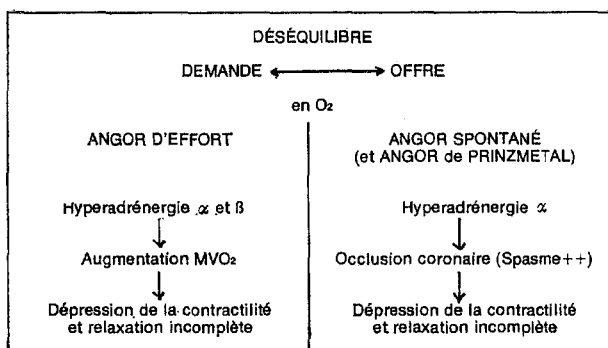 DÉSÉQUILIBRE
DEMANDE ⟷ OFFRE
en O₂
ANGOR D'EFFORT
Hyperadrénergie α et ß
Augmentation MVO₂
Dépression de la contractilité
et relaxation incomplète
ANGOR SPONTANÉ
(et ANGOR de PRINZMETAL)
Hyperadrénergie α
Occlusion coronaire (Spasme++)
Dépression de la contractilité
et relaxation incomplète